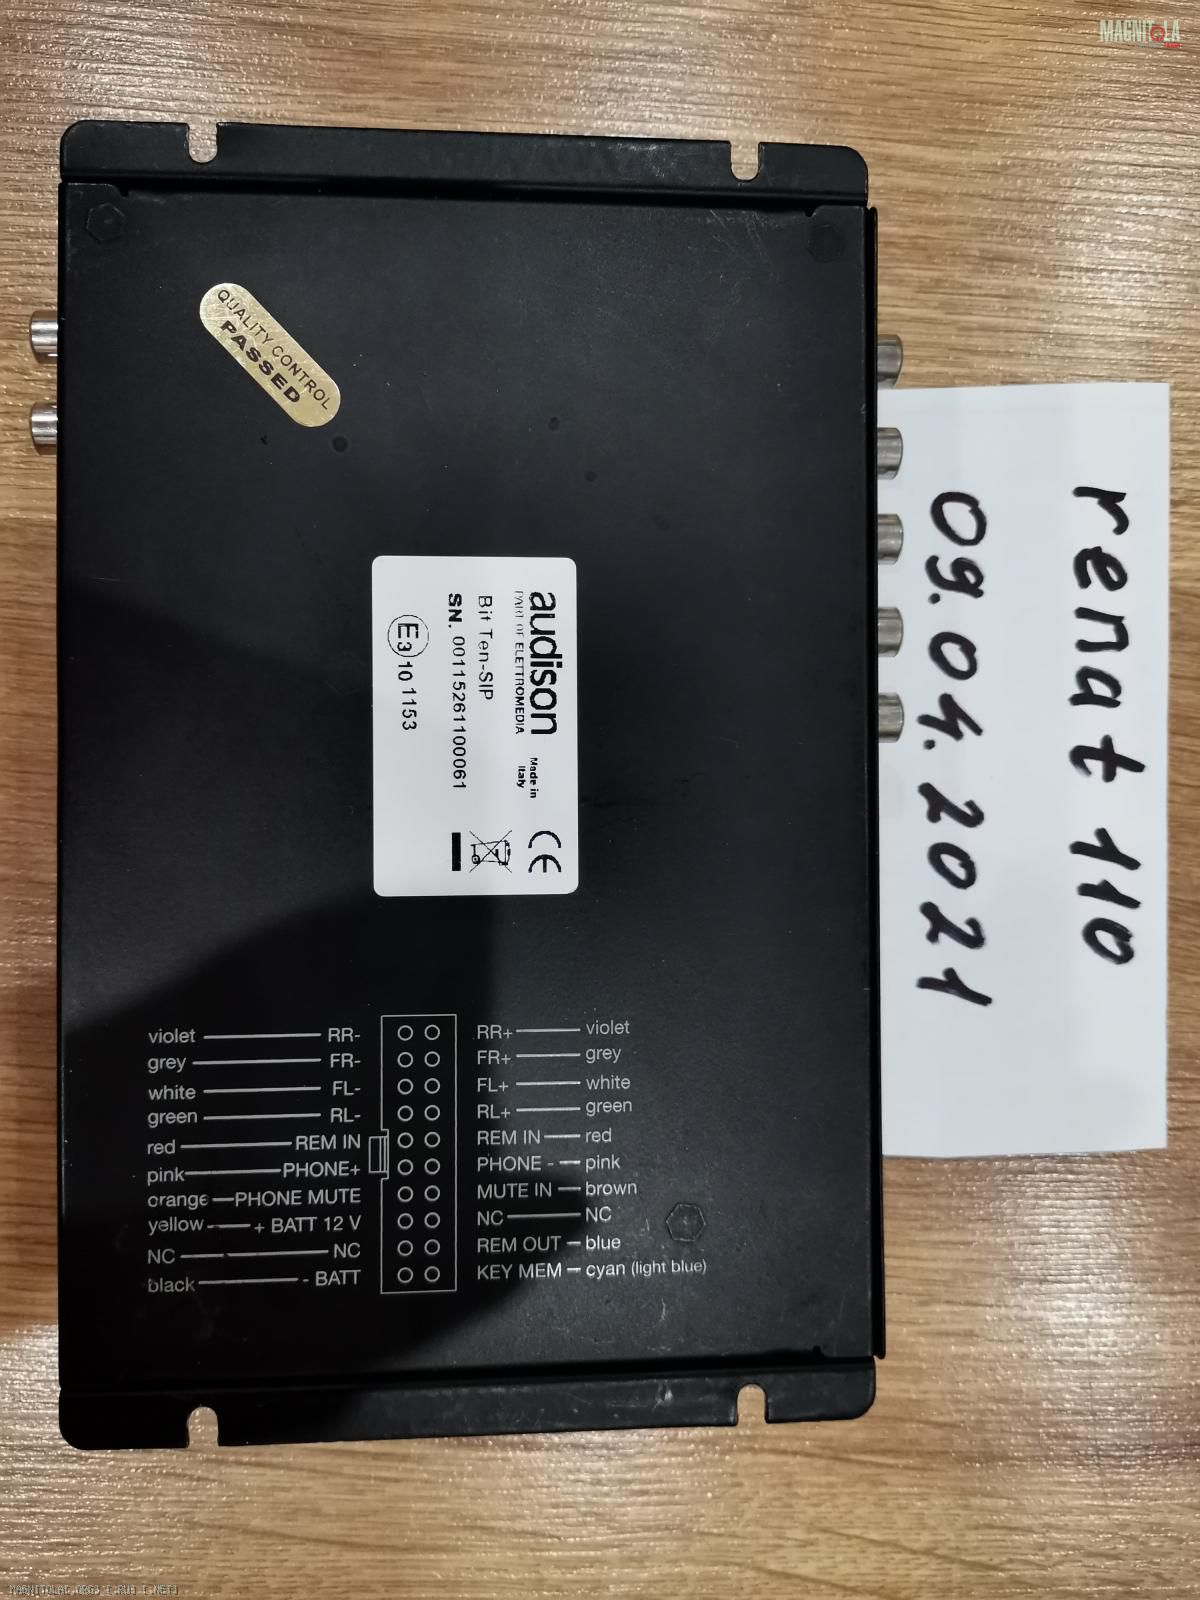 MAGNITOLA
QUALITY CONTROL
PASSED
audison
PART OF ELETTROMEDIA
Made in
Italy
CE
Bit Ten-SIP
SN. 00115261100061
E3 10 1153
renat 110
09.04.2021
violet RR- RR+ violet
grey FR- FR+ grey
white FL- FL+ white
green RL- RL+ green
red REM IN REM IN red
pink PHONE+ PHONE - pink
orange PHONE MUTE MUTE IN brown
yellow + BATT 12 V NC NC
NC NC REM OUT blue
black - BATT KEY MEM cyan (light blue)